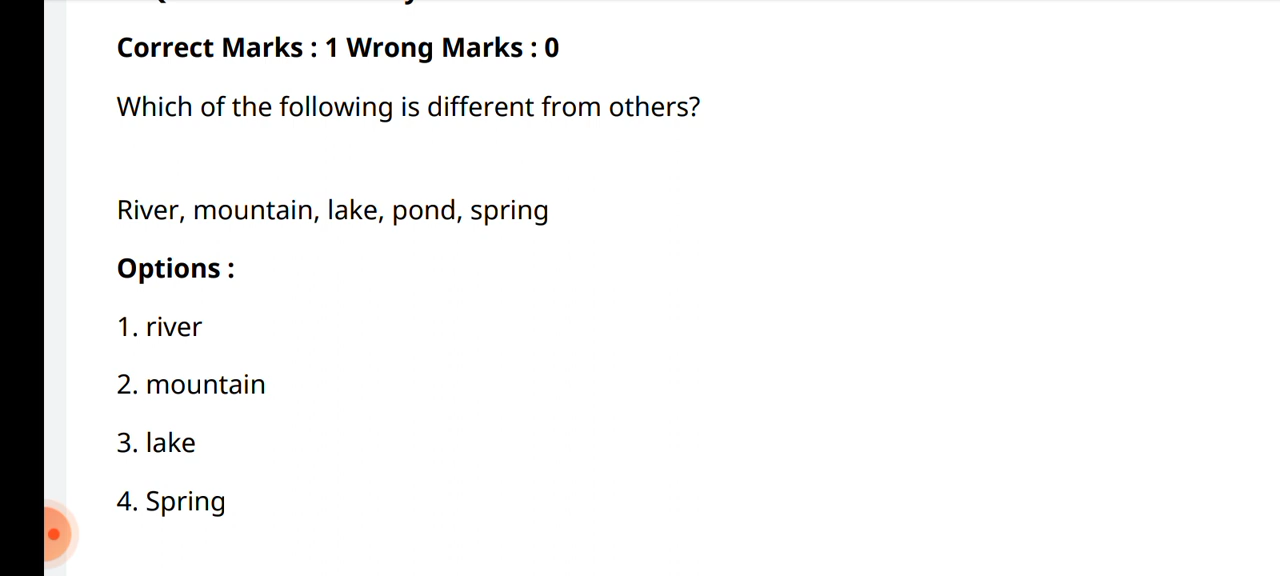 Correct Marks : 1 Wrong Marks : 0
Which of the following is different from others?
River, mountain, lake, pond, spring
Options :
1. river
2. mountain
3. lake
4. Spring